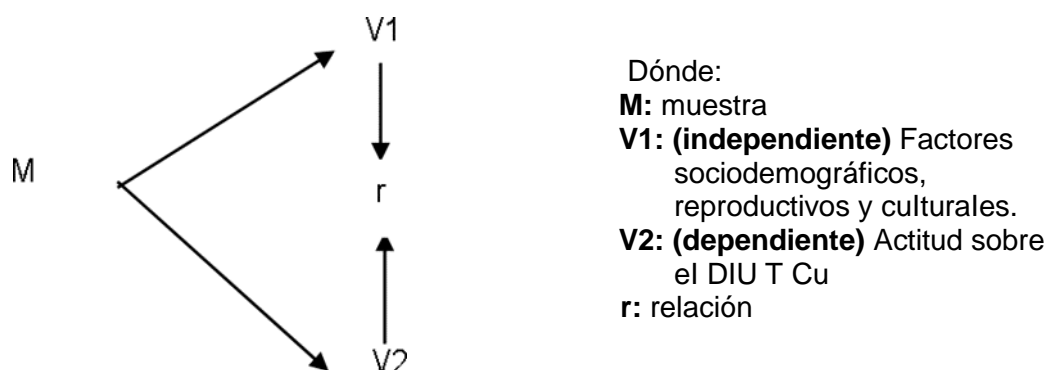 V1
M
r
V2
Dónde:
M: muestra
V1: (independiente) Factores
sociodemográficos,
reproductivos y culturales.
V2: (dependiente) Actitud sobre
el DIU T Cu
r: relación